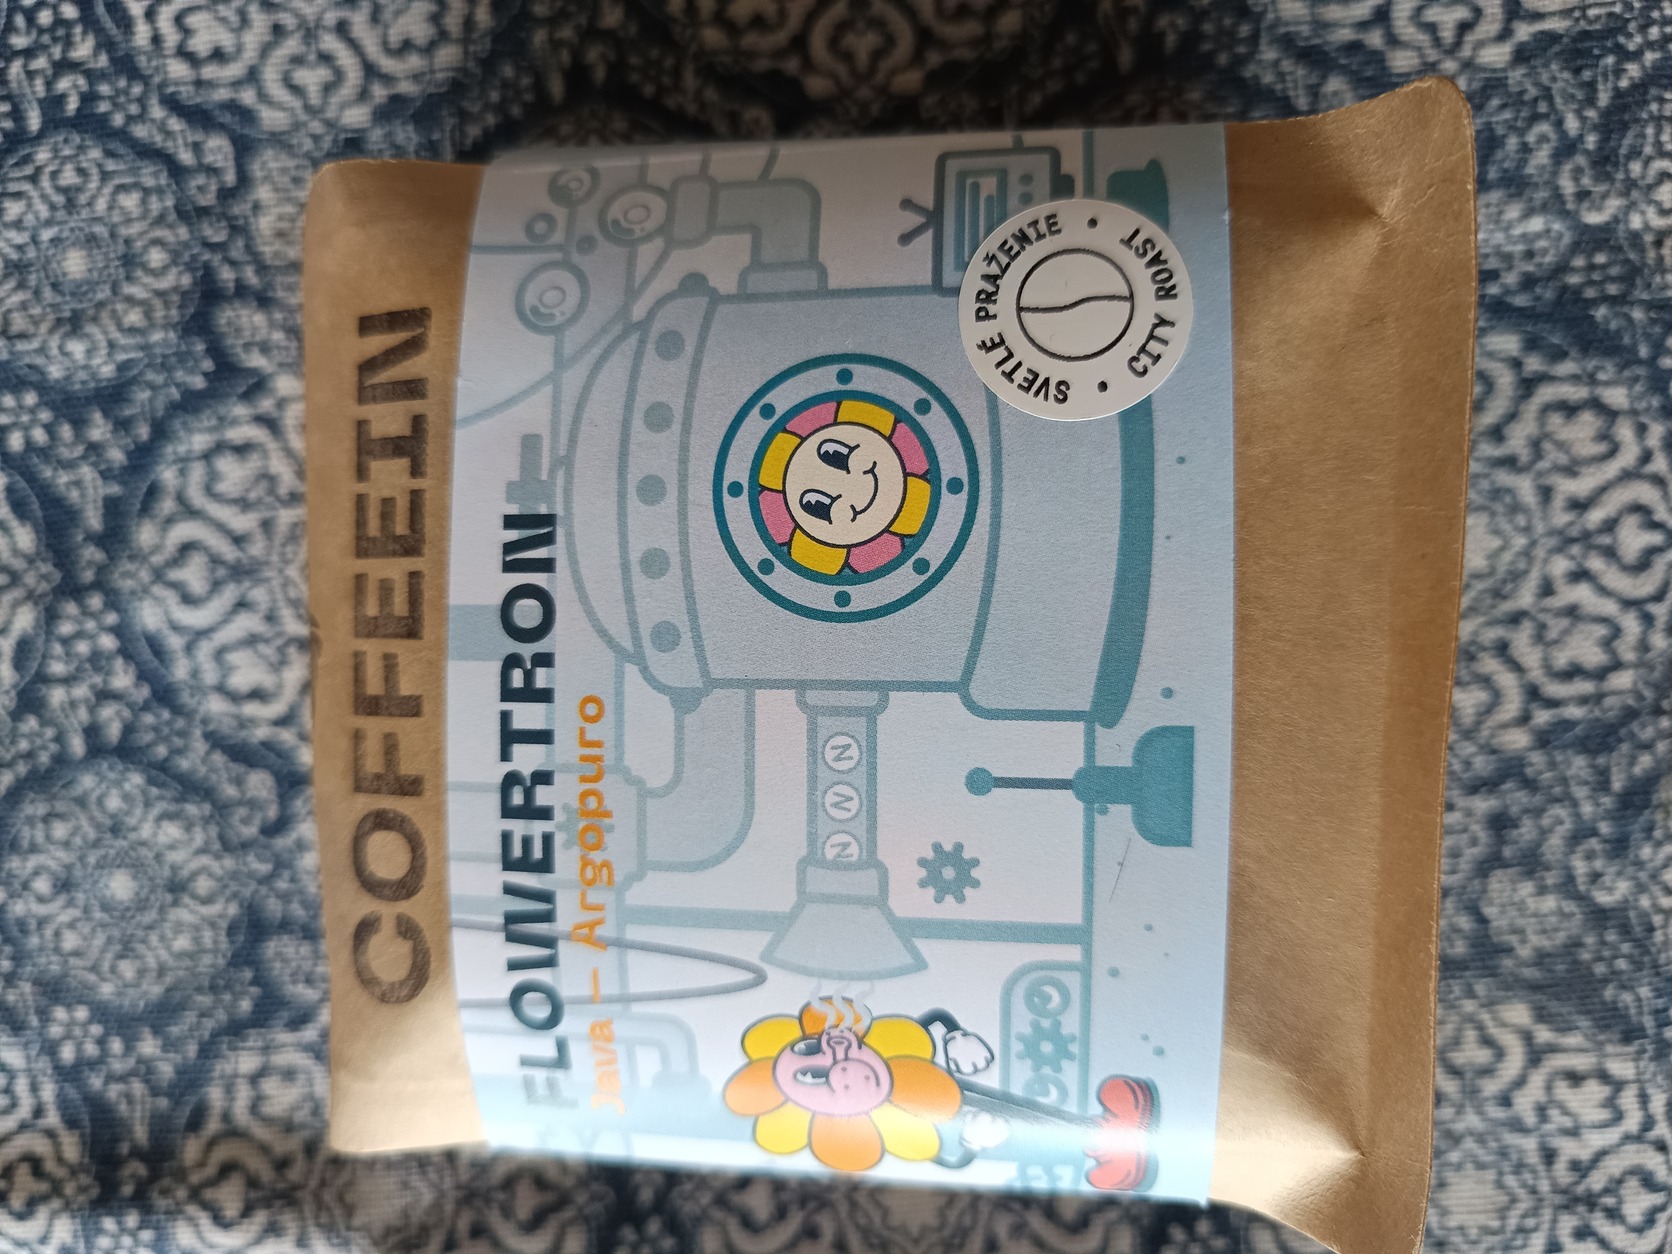 COFFEEIN
FLOWERTRON
Java — Argopuro
N N N
SVETLÉ PRAŽENIE • CITY ROAST •